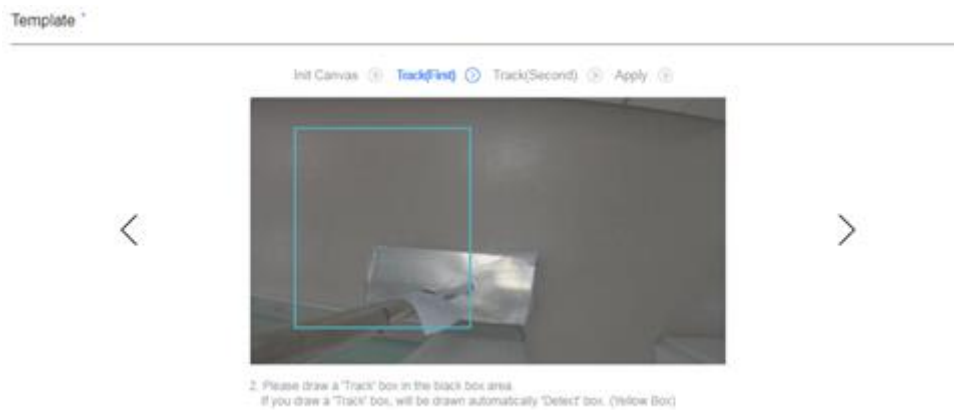 Template *
Init Canvas Track(First) Track(Second) Apply
2. Please draw a 'Track' box in the black box area.
If you draw a 'Track' box, will be drawn automatically 'Detect' box. (Yellow Box)